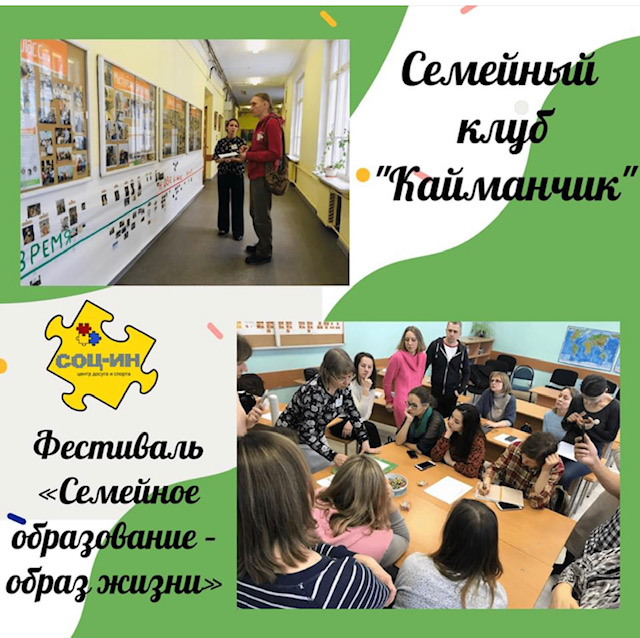 Семейный
клуб
"Кайманчик"
ВРЕМЯ
СОЦ-ИН
центр досуга и спорта
Фестиваль
«Семейное
образование –
образ жизни»